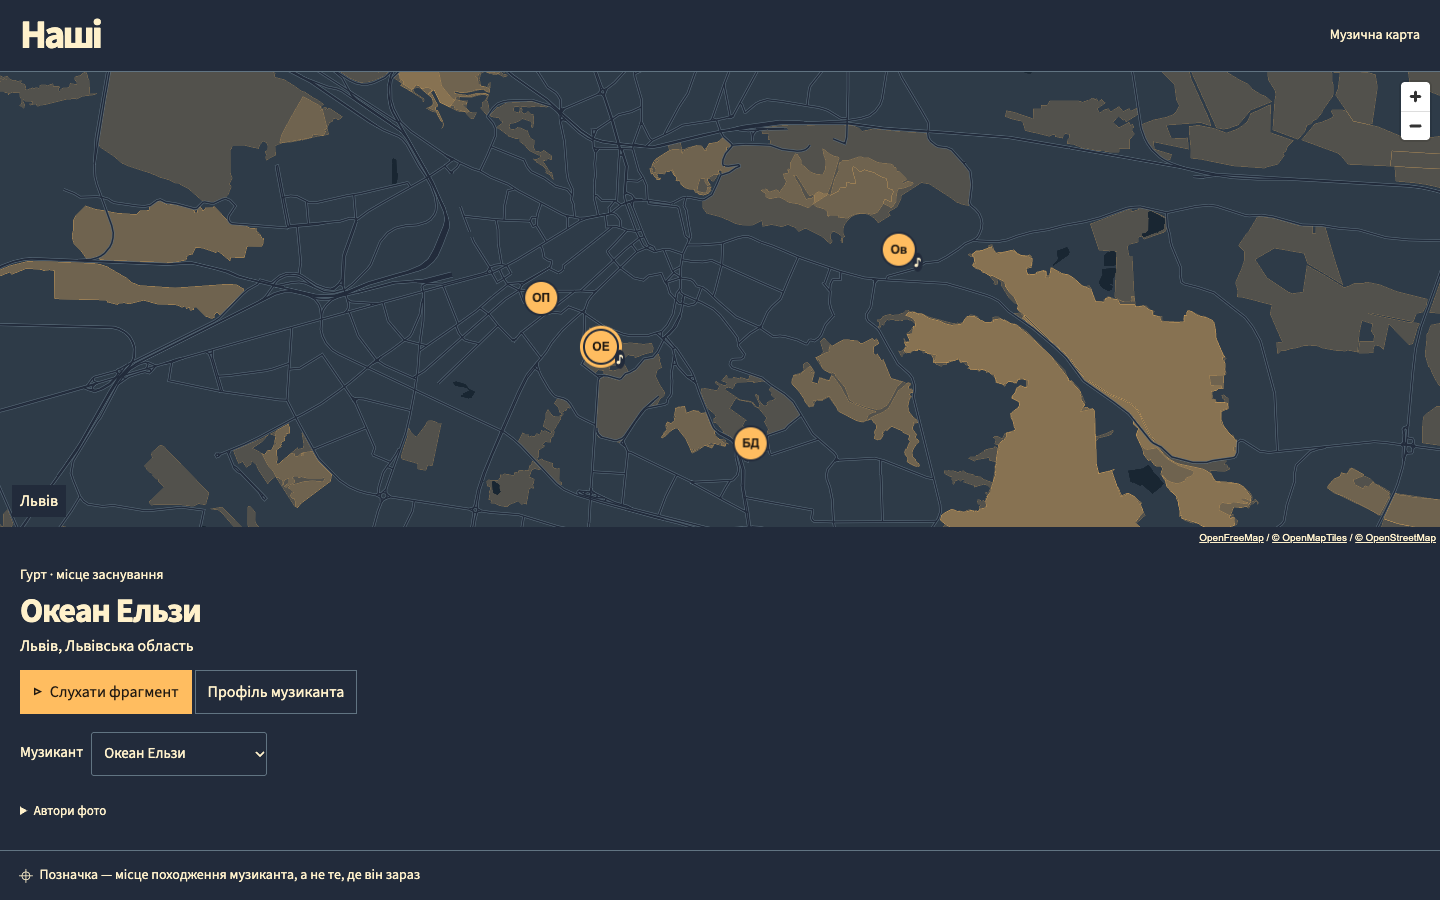 Наші
Музична карта
Ов
ОП
ОЕ
БД
Львів
OpenFreeMap / © OpenMapTiles / © OpenStreetMap
Гурт · місце заснування
Океан Ельзи
Львів, Львівська область
Слухати фрагмент
Профіль музиканта
Музикант Океан Ельзи
Автори фото
Позначка — місце походження музиканта, а не те, де він зараз